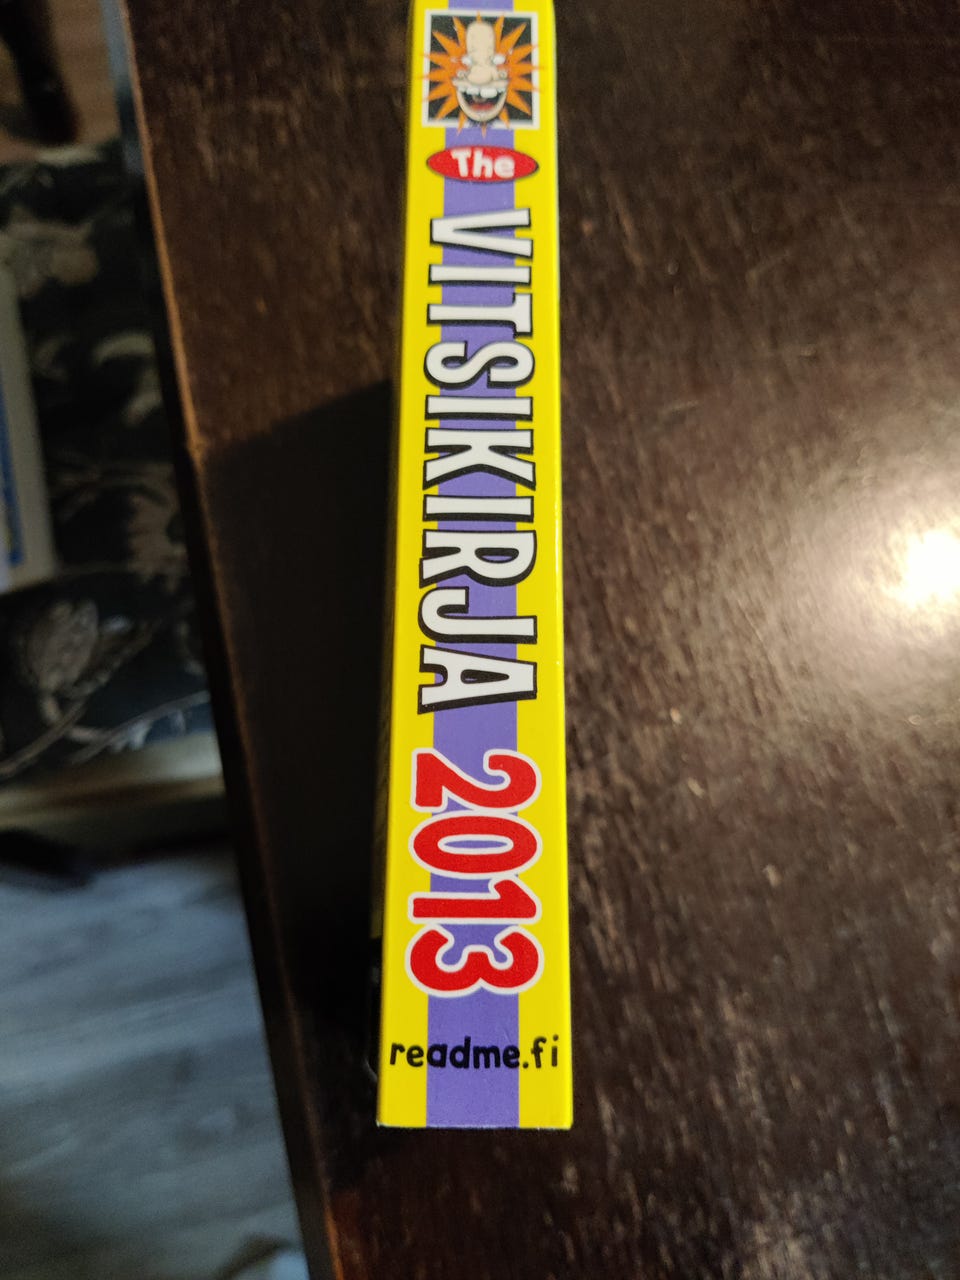 The
VITSIKIRJA
2013
readme.fi